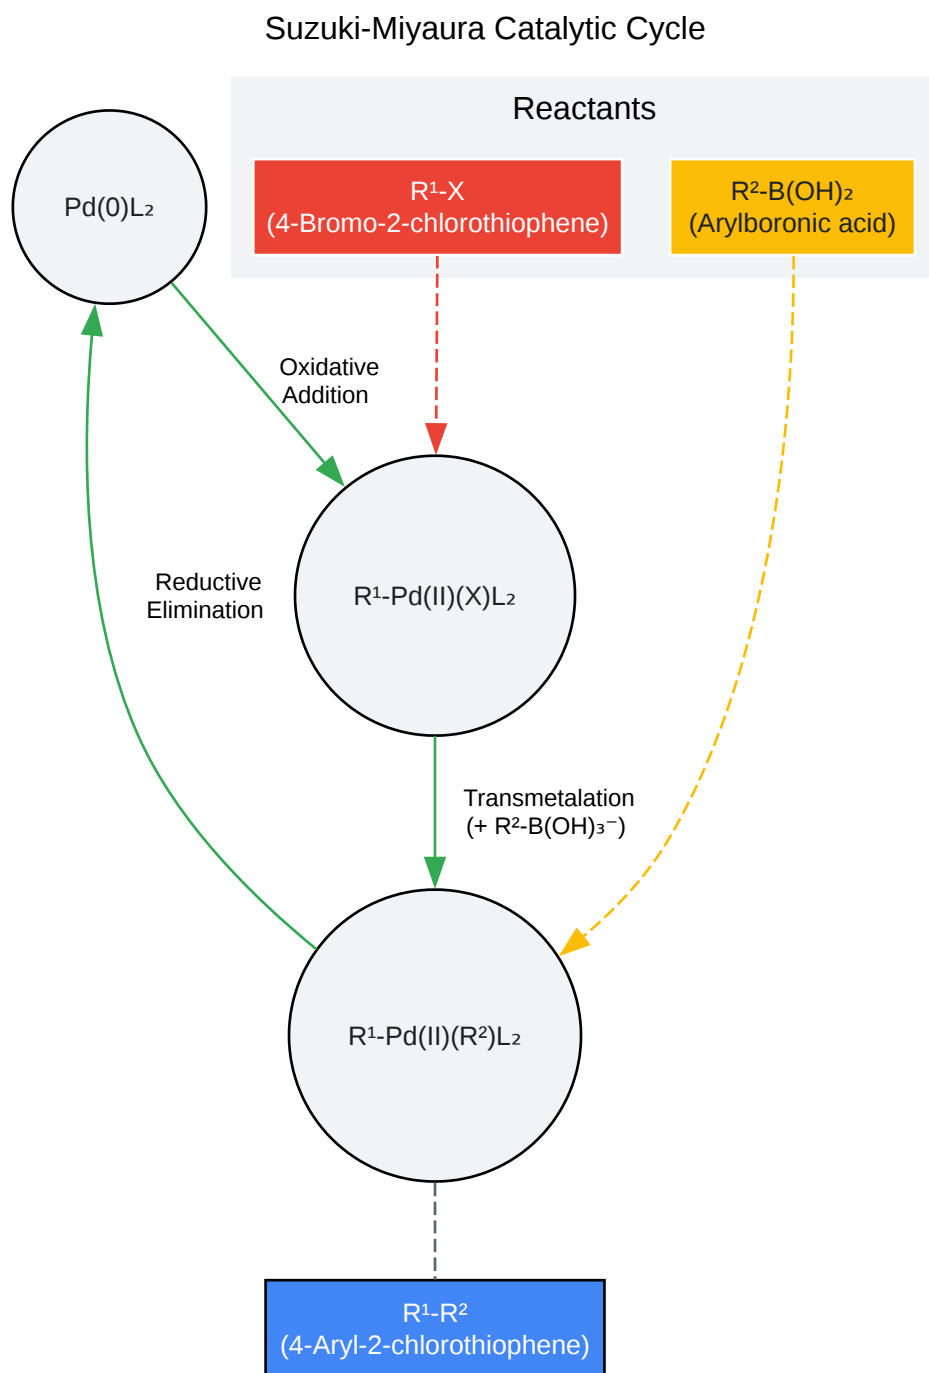 Suzuki-Miyaura Catalytic Cycle
Reactants
Pd(0)L₂
R¹-X
(4-Bromo-2-chlorothiophene)
R²-B(OH)₂
(Arylboronic acid)
Oxidative
Addition
Reductive
Elimination
R¹-Pd(II)(X)L₂
Transmetalation
(+ R²-B(OH)₃⁻)
R¹-Pd(II)(R²)L₂
R¹-R²
(4-Aryl-2-chlorothiophene)